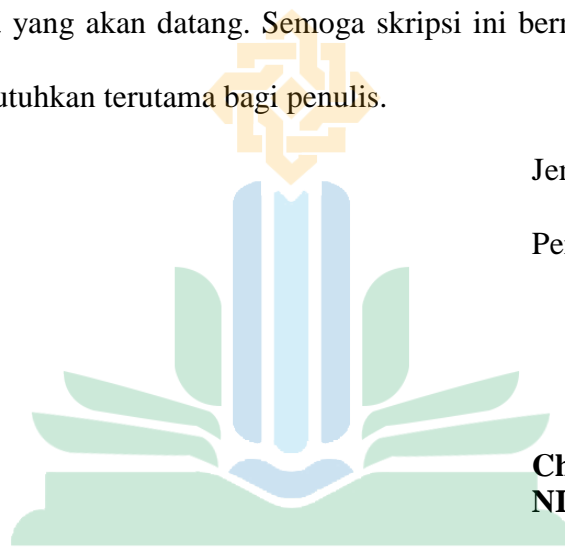 yang akan datang. Semoga skripsi ini ber
utuhkan terutama bagi penulis.
Jer
Pe
Ch
NI